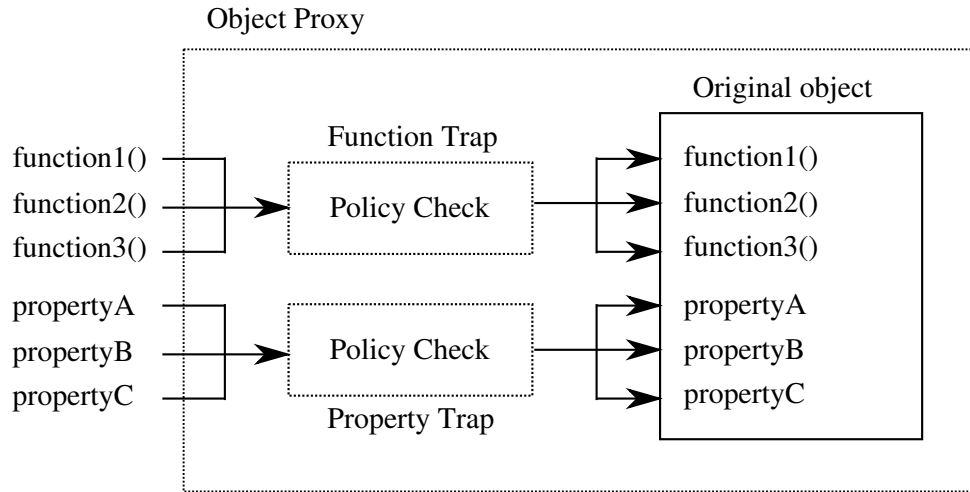 Object Proxy
Original object
function1()
function2()
function3()
propertyA
propertyB
propertyC
Function Trap
Policy Check
Policy Check
Property Trap
function1()
function2()
function3()
propertyA
propertyB
propertyC